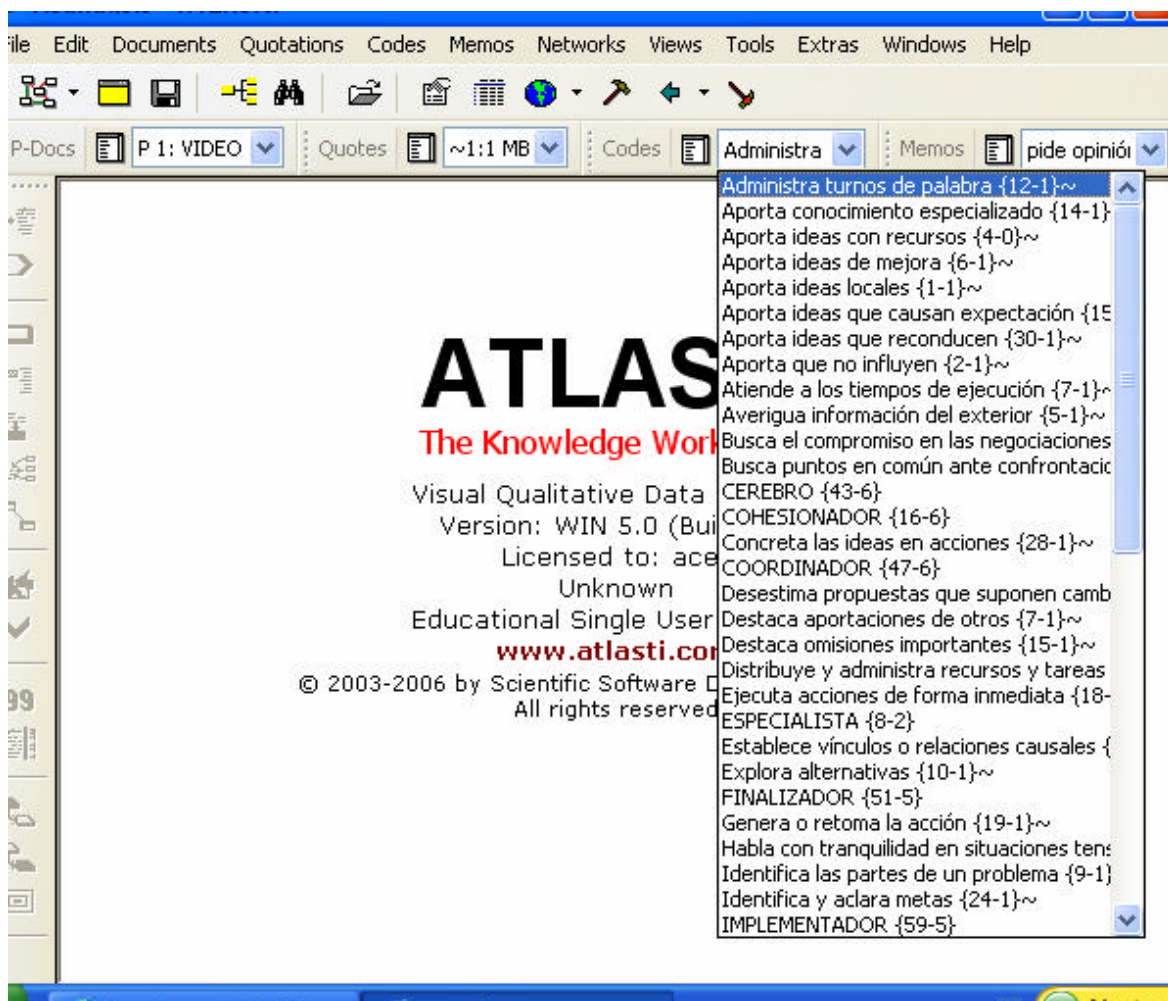 File Edit Documents Quotations Codes Memos Networks Views Tools Extras Windows Help
P-Docs P 1: VIDEO Quotes ~1:1 MB Codes Administra Memos pide opinión
Administra turnos de palabra {12-1}~
Aporta conocimiento especializado {14-1}
Aporta ideas con recursos {4-0}~
Aporta ideas de mejora {6-1}~
Aporta ideas locales {1-1}~
Aporta ideas que causan expectación {15
Aporta ideas que reconducen {30-1}~
Aporta que no influyen {2-1}~
Atiende a los tiempos de ejecución {7-1}~
Averigua información del exterior {5-1}~
Busca el compromiso en las negociaciones
Busca puntos en común ante confrontacio
CEREBRO {43-6}
COHESIONADOR {16-6}
Concreta las ideas en acciones {28-1}~
COORDINADOR {47-6}
Desestima propuestas que suponen camb
Destaca aportaciones de otros {7-1}~
Destaca omisiones importantes {15-1}~
Distribuye y administra recursos y tareas
Ejecuta acciones de forma inmediata {18-
ESPECIALISTA {8-2}
Establece vínculos o relaciones causales {
Explora alternativas {10-1}~
FINALIZADOR {51-5}
Genera o retoma la acción {19-1}~
Habla con tranquilidad en situaciones tens
Identifica las partes de un problema {9-1}
Identifica y aclara metas {24-1}~
IMPLEMENTADOR {59-5}
ATLAS
The Knowledge Work
Visual Qualitative Data
Version: WIN 5.0 (Bui
Licensed to: ace
Unknown
Educational Single User
www.atlasti.com
© 2003-2006 by Scientific Software D
All rights reserved